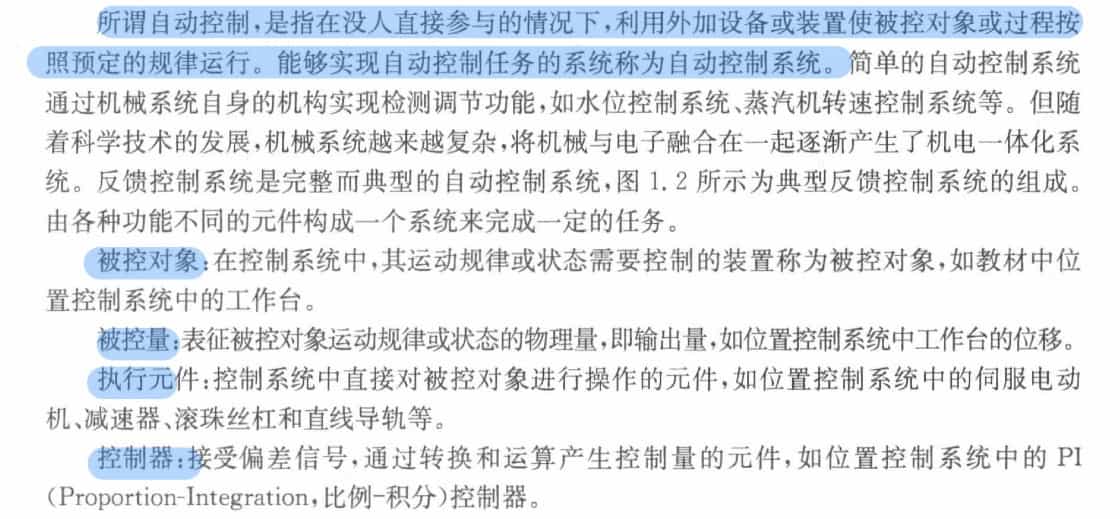 所谓自动控制,是指在没人直接参与的情况下,利用外加设备或装置使被控对象或过程按
照预定的规律运行。能够实现自动控制任务的系统称为自动控制系统。简单的自动控制系统
通过机械系统自身的机构实现检测调节功能,如水位控制系统、蒸汽机转速控制系统等。但随
着科学技术的发展,机械系统越来越复杂,将机械与电子融合在一起逐渐产生了机电一体化系
统。反馈控制系统是完整而典型的自动控制系统,图 1.2 所示为典型反馈控制系统的组成。
由各种功能不同的元件构成一个系统来完成一定的任务。
被控对象:在控制系统中,其运动规律或状态需要控制的装置称为被控对象,如教材中位
置控制系统中的工作台。
被控量:表征被控对象运动规律或状态的物理量,即输出量,如位置控制系统中工作台的位移。
执行元件:控制系统中直接对被控对象进行操作的元件,如位置控制系统中的伺服电动
机、减速器、滚珠丝杠和直线导轨等。
控制器:接受偏差信号,通过转换和运算产生控制量的元件,如位置控制系统中的 PI
(Proportion-Integration,比例-积分)控制器。